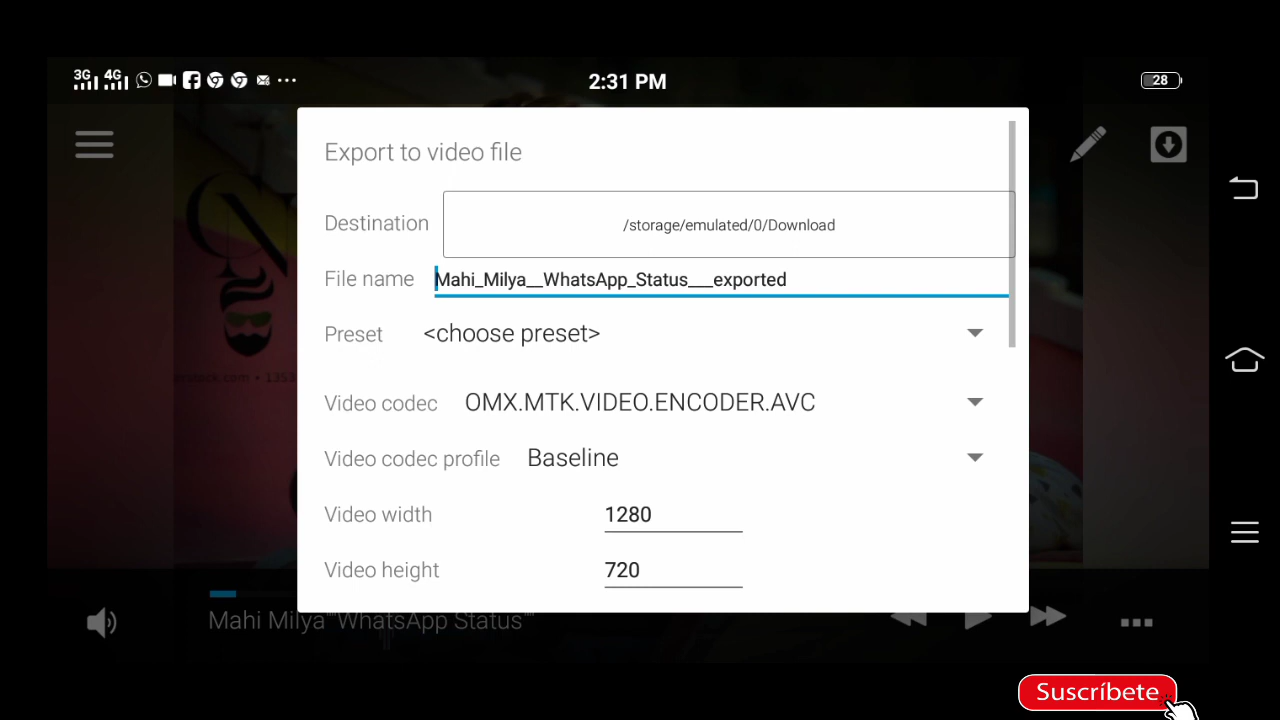 3G 4G 2:31 PM 28
Export to video file
Destination /storage/emulated/0/Download
File name Mahi_Milya__WhatsApp_Status___exported
Preset <choose preset>
Video codec OMX.MTK.VIDEO.ENCODER.AVC
Video codec profile Baseline
Video width 1280
Video height 720
Mahi Milya""WhatsApp Status""
Suscríbete